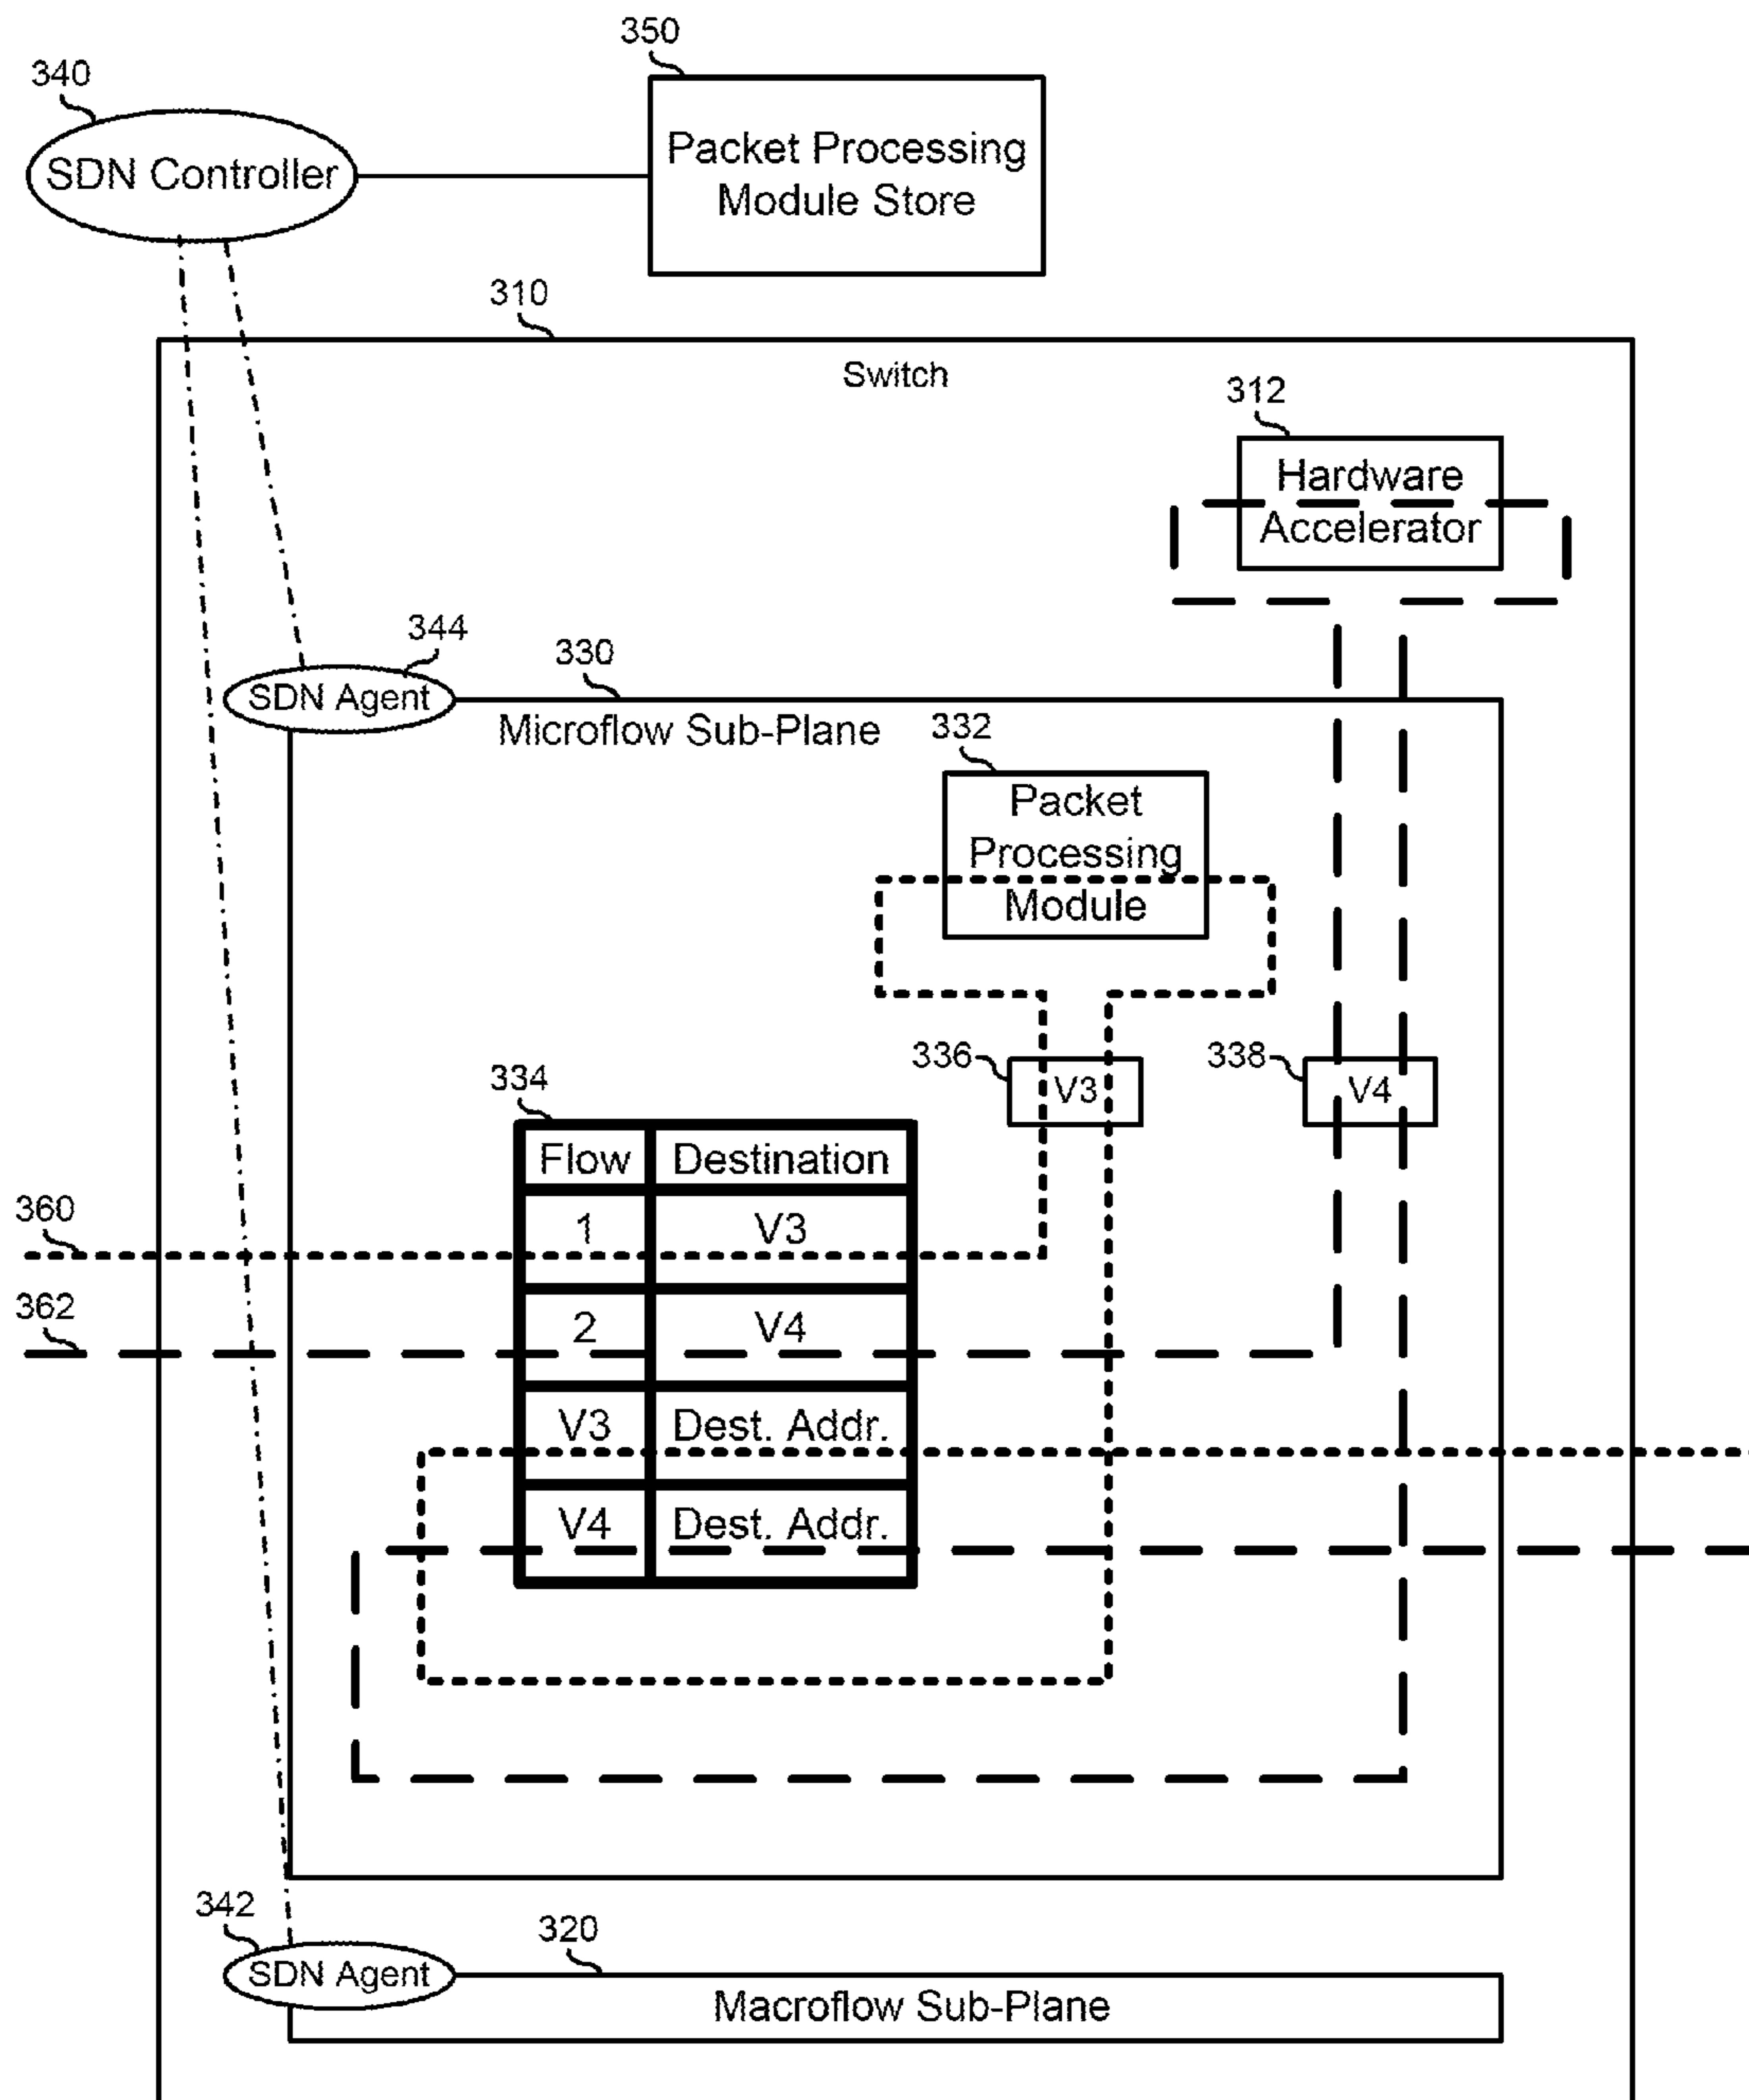 350
340
SDN Controller
Packet Processing
Module Store
310
Switch
312
Hardware
Accelerator
344
330
SDN Agent
Microflow Sub-Plane
332
Packet
Processing
Module
336
V3
338
V4
334
Flow Destination
1 V3
360
2 V4
362
V3 Dest. Addr.
V4 Dest. Addr.
342
320
SDN Agent
Macroflow Sub-Plane